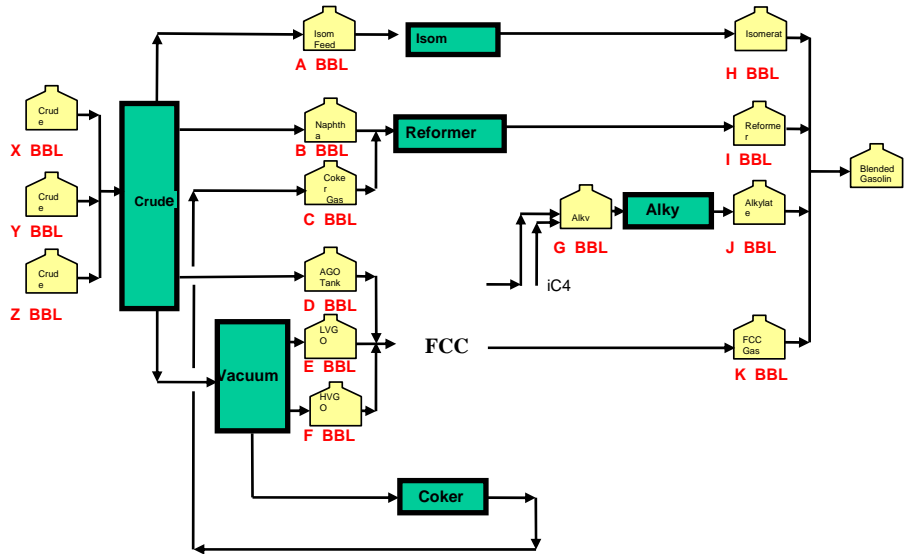 Isom
Feed
A BBL
Isom
Isomerat
H BBL
Crud
e
X BBL
Crud
e
Y BBL
Crud
e
Z BBL
Crude
Naphth
a
B BBL
Reformer
Reforme
r
I BBL
Coke
r
Gas
C BBL
Blended
Gasolin
Alky
G BBL
Alky
Alkylat
e
J BBL
iC4
AGO
Tank
D BBL
LVG
O
E BBL
HVG
O
F BBL
Vacuum
FCC
FCC
Gas
K BBL
Coker